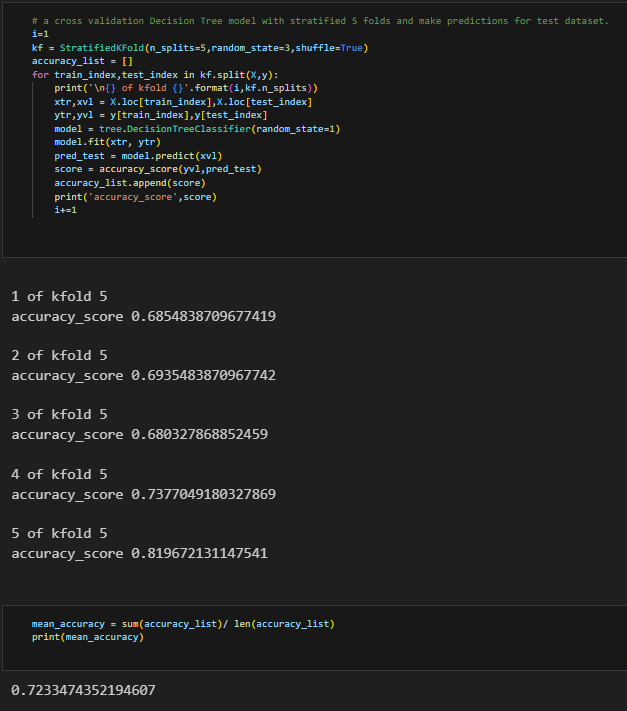 # a cross validation Decision Tree model with stratified 5 folds and make predictions for test dataset.
i=1
kf = StratifiedKFold(n_splits=5,random_state=3,shuffle=True)
accuracy_list = []
for train_index,test_index in kf.split(X,y):
    print('\n{} of kfold {}'.format(i,kf.n_splits))
    xtr,xvl = X.loc[train_index],X.loc[test_index]
    ytr,yvl = y[train_index],y[test_index]
    model = tree.DecisionTreeClassifier(random_state=1)
    model.fit(xtr, ytr)
    pred_test = model.predict(xvl)
    score = accuracy_score(yvl,pred_test)
    accuracy_list.append(score)
    print('accuracy_score',score)
    i+=1
1 of kfold 5
accuracy_score 0.6854838709677419
2 of kfold 5
accuracy_score 0.6935483870967742
3 of kfold 5
accuracy_score 0.680327868852459
4 of kfold 5
accuracy_score 0.7377049180327869
5 of kfold 5
accuracy_score 0.819672131147541
mean_accuracy = sum(accuracy_list)/ len(accuracy_list)
print(mean_accuracy)
0.7233474352194607